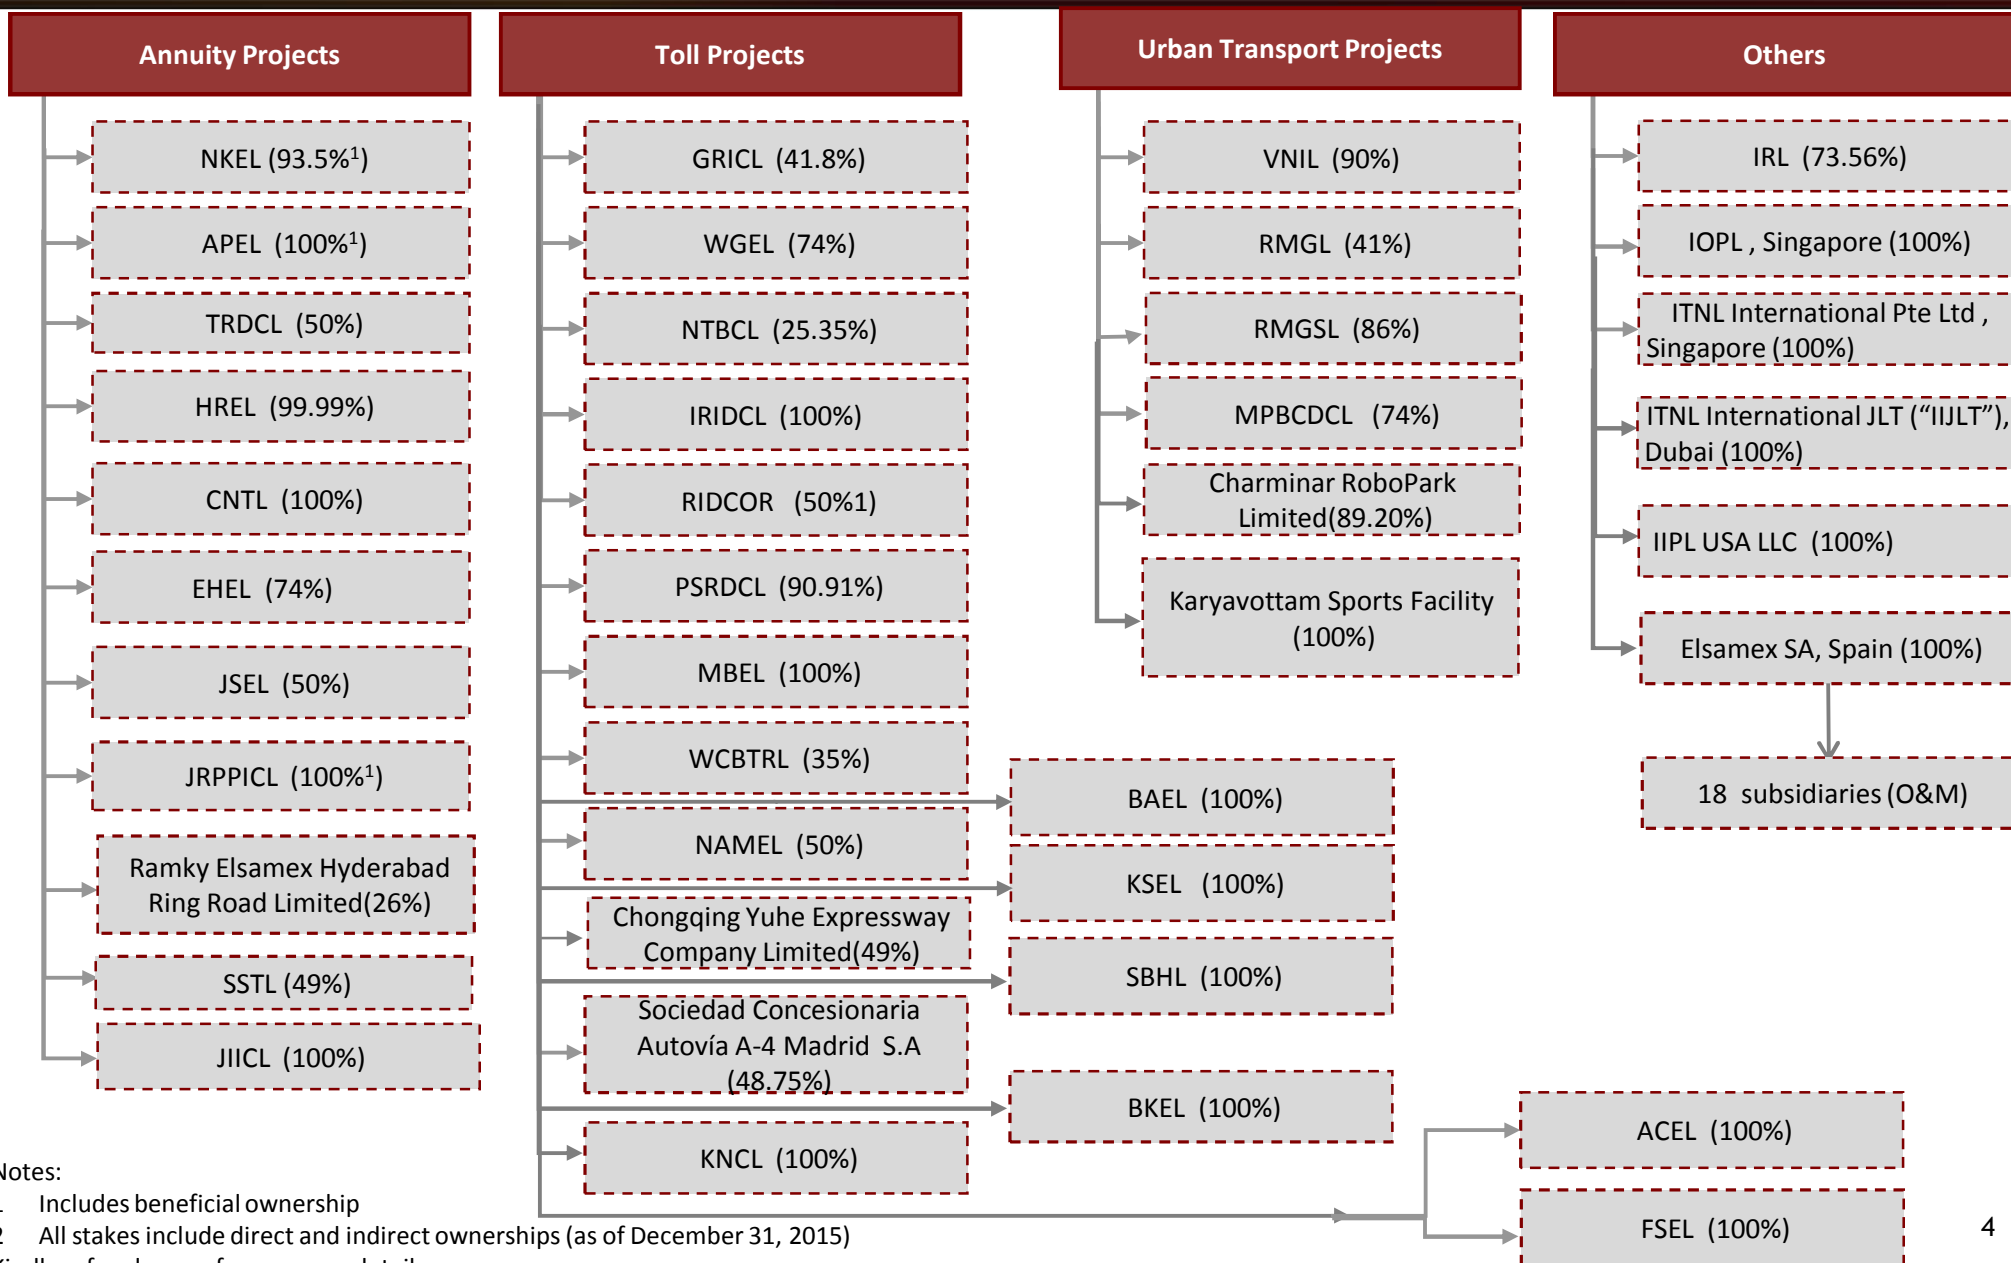 Annuity Projects
NKEL (93.5%¹)
APEL (100%¹)
TRDCL (50%)
HREL (99.99%)
CNTL (100%)
EHEL (74%)
JSEL (50%)
JRPPICL (100%¹)
Ramky Elsamex Hyderabad
Ring Road Limited(26%)
SSTL (49%)
JIICL (100%)
Toll Projects
GRICL (41.8%)
WGEL (74%)
NTBCL (25.35%)
IRIDCL (100%)
RIDCOR (50%1)
PSRDCL (90.91%)
MBEL (100%)
WCBTRL (35%)
NAMEL (50%)
Chongqing Yuhe Expressway
Company Limited(49%)
Sociedad Concesionaria
Autovía A-4 Madrid S.A
(48.75%)
KNCL (100%)
BAEL (100%)
KSEL (100%)
SBHL (100%)
BKEL (100%)
ACEL (100%)
FSEL (100%)
Urban Transport Projects
VNIL (90%)
RMGL (41%)
RMGSL (86%)
MPBCDCL (74%)
Charminar RoboPark
Limited(89.20%)
Karyavottam Sports Facility
(100%)
Others
IRL (73.56%)
IOPL , Singapore (100%)
ITNL International Pte Ltd ,
Singapore (100%)
ITNL International JLT (“IIJLT”),
Dubai (100%)
IIPL USA LLC (100%)
Elsamex SA, Spain (100%)
18 subsidiaries (O&M)
Notes:
1 Includes beneficial ownership
2 All stakes include direct and indirect ownerships (as of December 31, 2015)
4